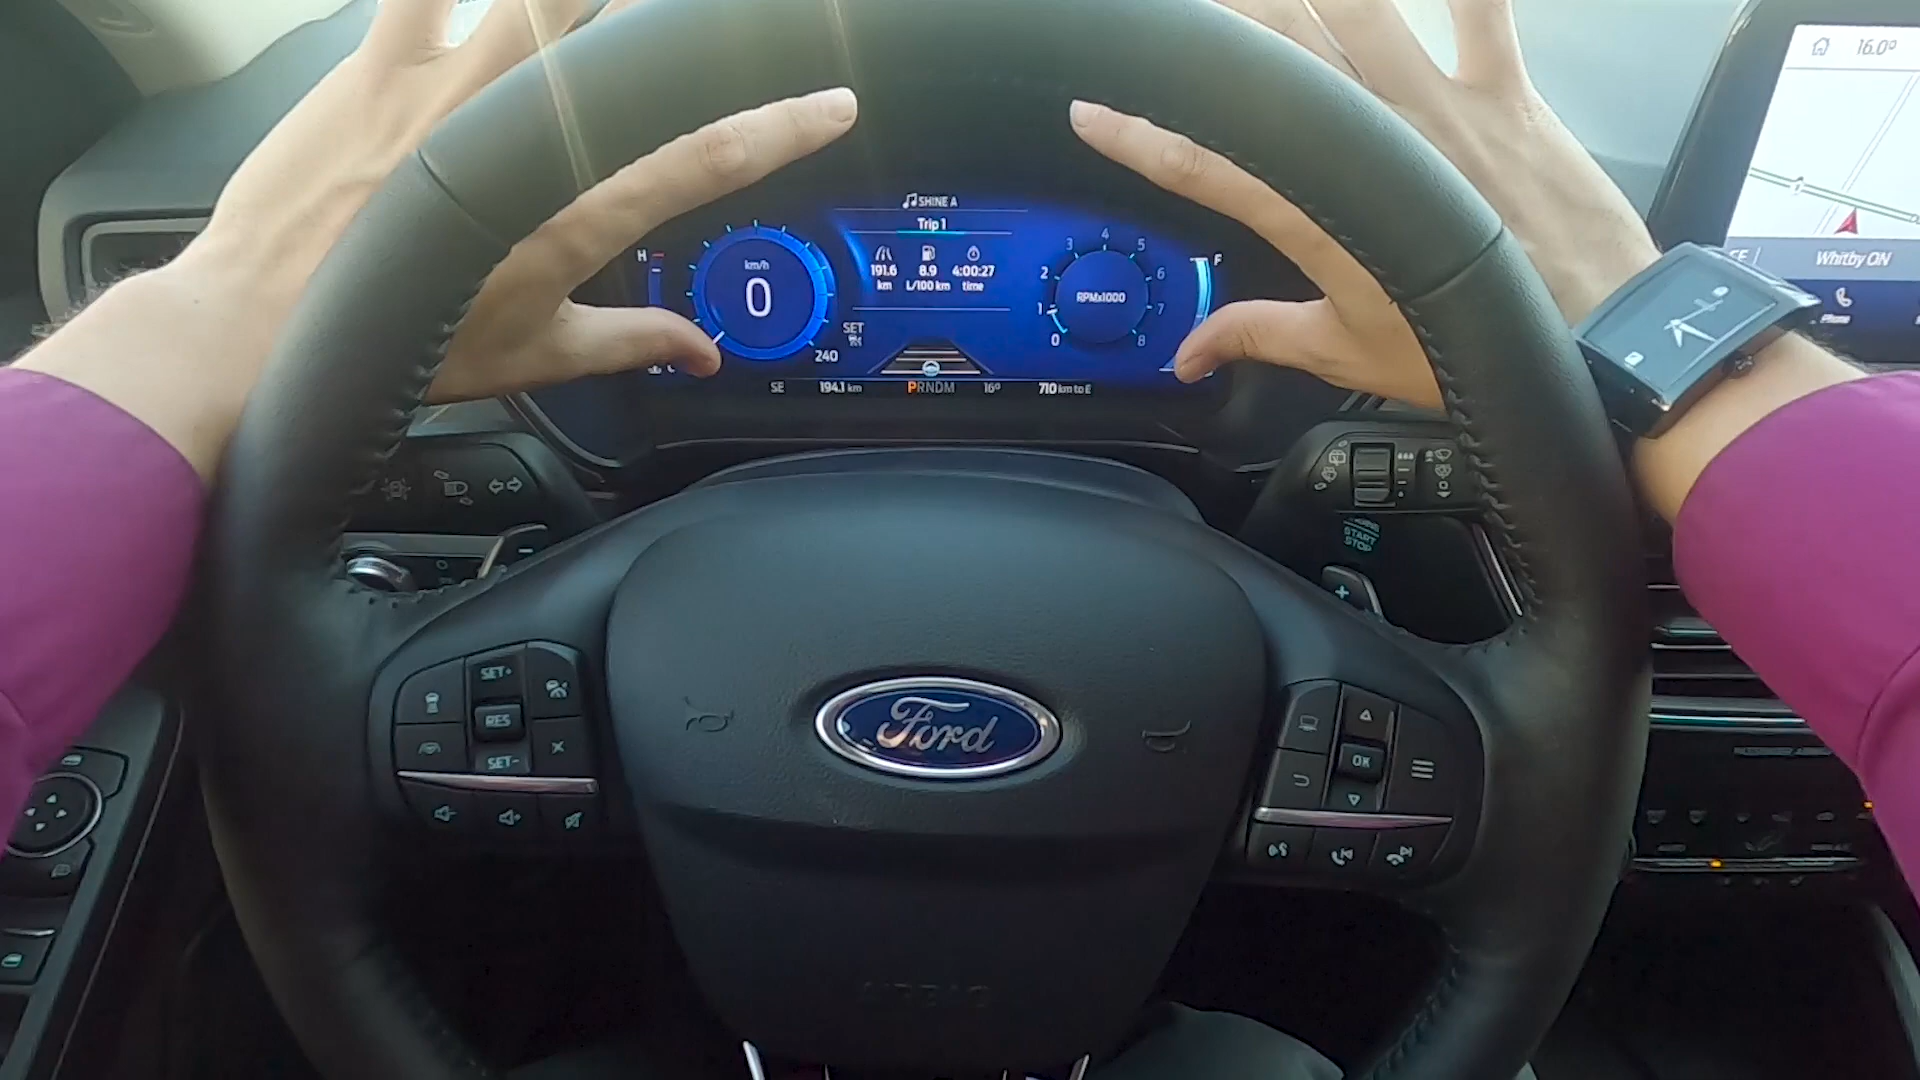 16.0°
SHINE A
Trip 1
H
F
km/h
0
191.6 8.9 4:00:27
km L/100 km time
240
SET
0 1 2 3 4 5 6 7 8
RPMx1000
SE 194.1 km PRNDM 16° 710 km to E
Whitby ON
Phone
START
STOP
SET+
RES
SET-
Ford
OK